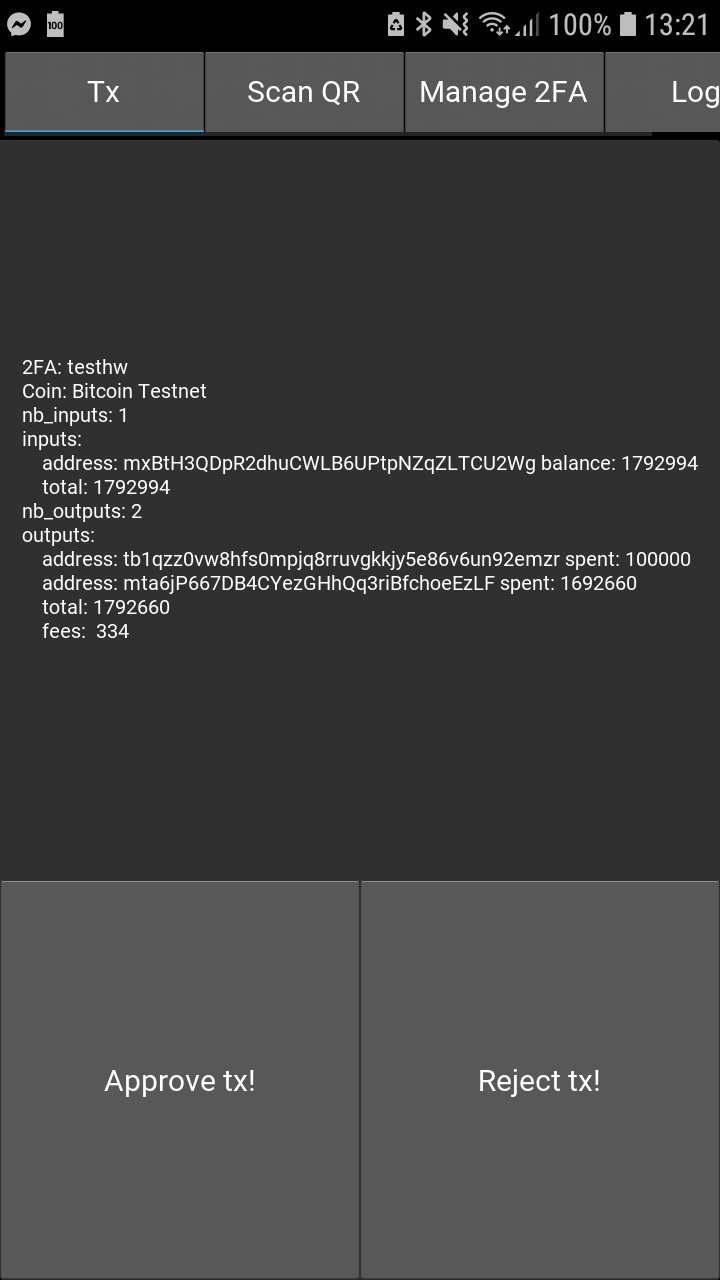 100 100% 13:21
Tx Scan QR Manage 2FA Log
2FA: testhw
Coin: Bitcoin Testnet
nb_inputs: 1
inputs:
address: mxBtH3QDpR2dhuCWLB6UPtpNZqZLTCU2Wg balance: 1792994
total: 1792994
nb_outputs: 2
outputs:
address: tb1qzz0vw8hfs0mpjq8rruvgkkjy5e86v6un92emzr spent: 100000
address: mta6jP667DB4CYezGHhQq3riBfchoeEzLF spent: 1692660
total: 1792660
fees:  334
Approve tx! Reject tx!